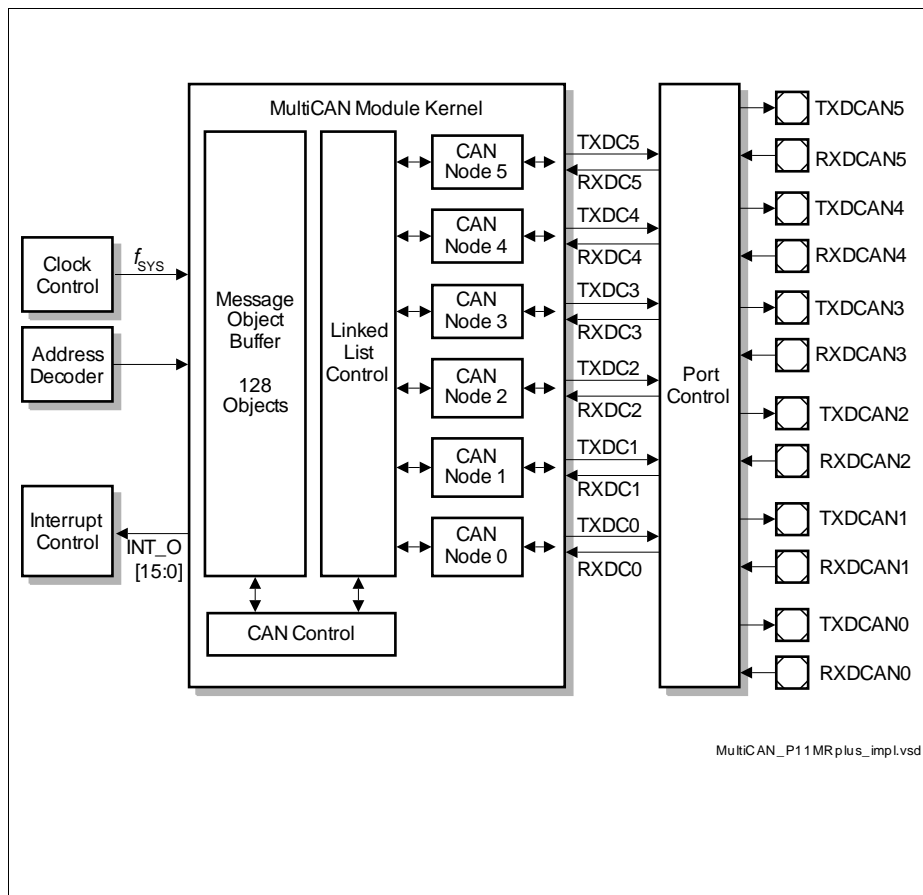 MultiCAN Module Kernel
Clock
Control
f SYS
Address
Decoder
Interrupt
Control
INT_O
[15:0]
Message
Object
Buffer
128
Objects
Linked
List
Control
CAN Control
CAN
Node 5
CAN
Node 4
CAN
Node 3
CAN
Node 2
CAN
Node 1
CAN
Node 0
TXDC5
RXDC5
TXDC4
RXDC4
TXDC3
RXDC3
TXDC2
RXDC2
TXDC1
RXDC1
TXDC0
RXDC0
Port
Control
TXDCAN5
RXDCAN5
TXDCAN4
RXDCAN4
TXDCAN3
RXDCAN3
TXDCAN2
RXDCAN2
TXDCAN1
RXDCAN1
TXDCAN0
RXDCAN0
MultiCAN_P11MRplus_impl.vsd